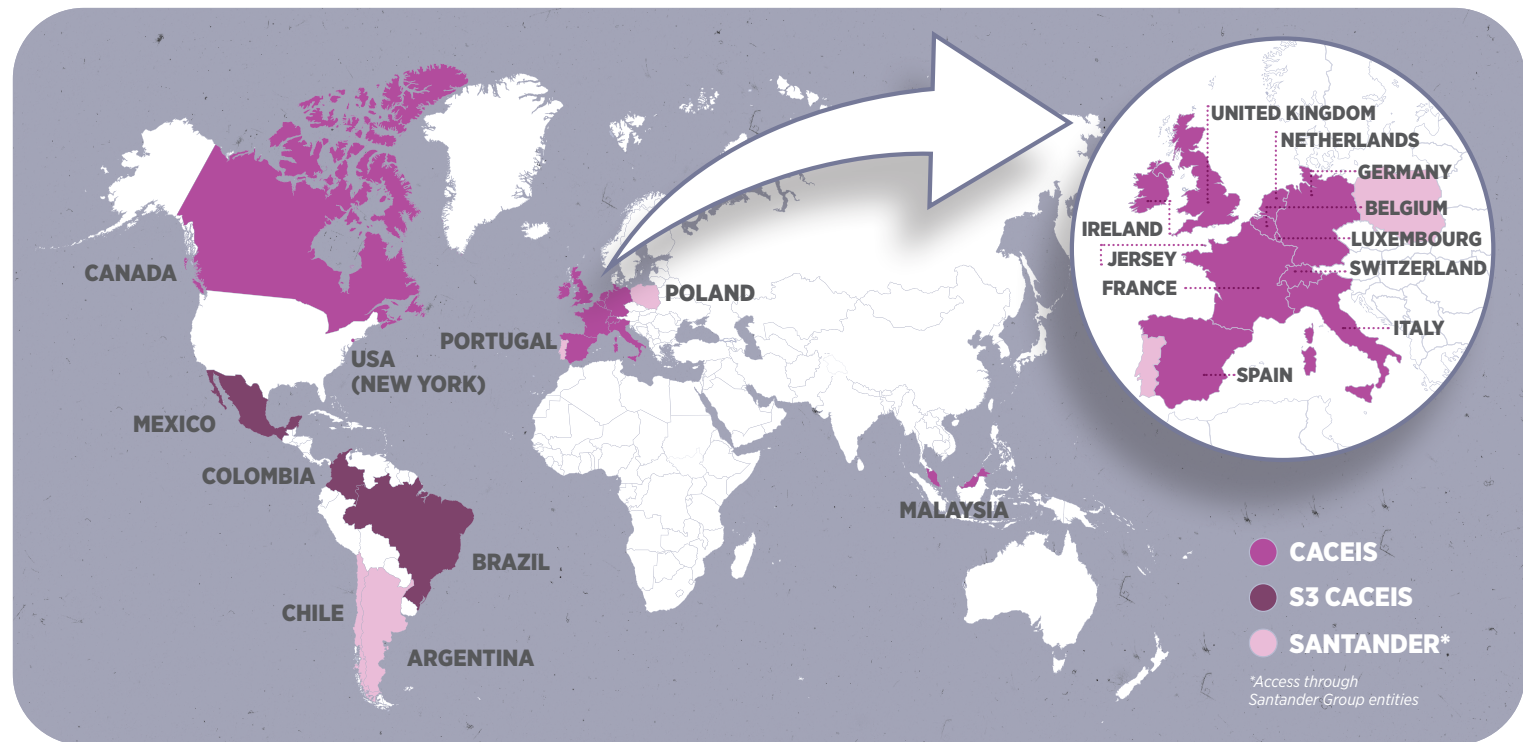 CANADA
USA
(NEW YORK)
MEXICO
COLOMBIA
BRAZIL
CHILE
ARGENTINA
PORTUGAL
POLAND
MALAYSIA
UNITED KINGDOM
NETHERLANDS
GERMANY
BELGIUM
IRELAND
LUXEMBOURG
JERSEY
SWITZERLAND
FRANCE
ITALY
SPAIN
CACEIS
S3 CACEIS
SANTANDER*
*Access through
Santander Group entities